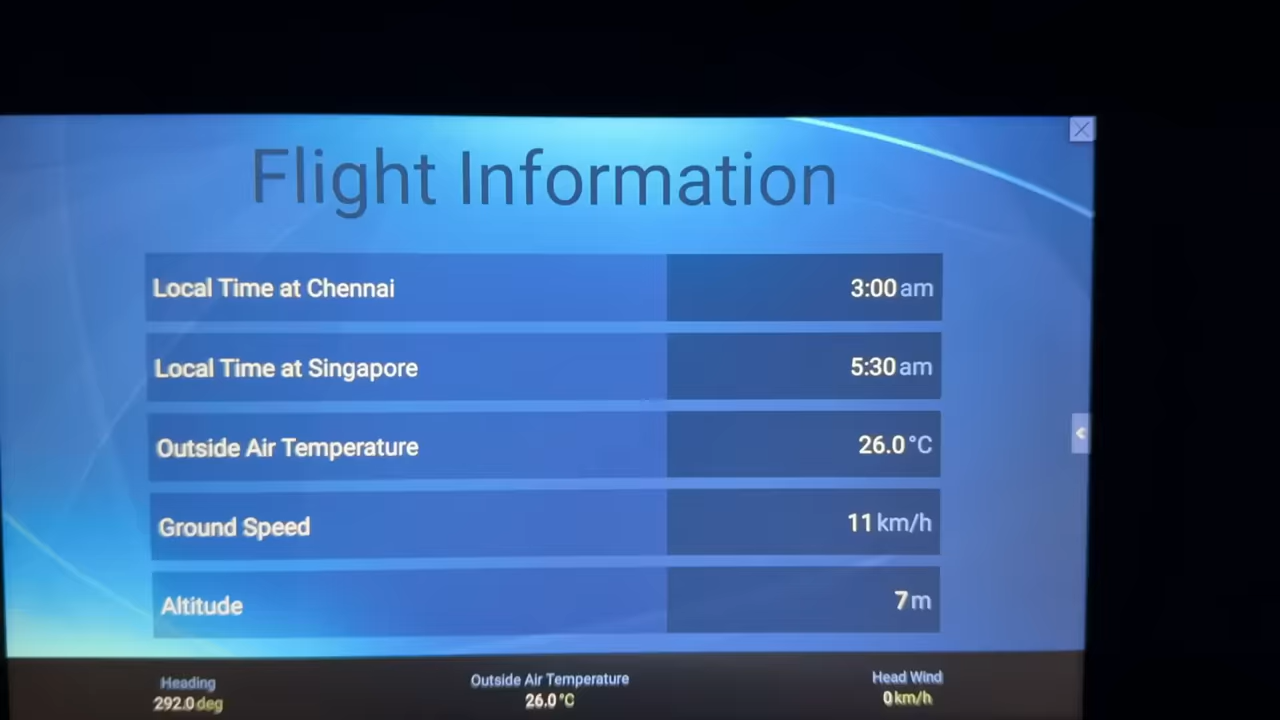 Flight Information
Local Time at Chennai 3:00 am
Local Time at Singapore 5:30 am
Outside Air Temperature 26.0 °C
Ground Speed 11 km/h
Altitude 7 m
Heading Outside Air Temperature Head Wind
292.0 deg 26.0 °C 0 km/h